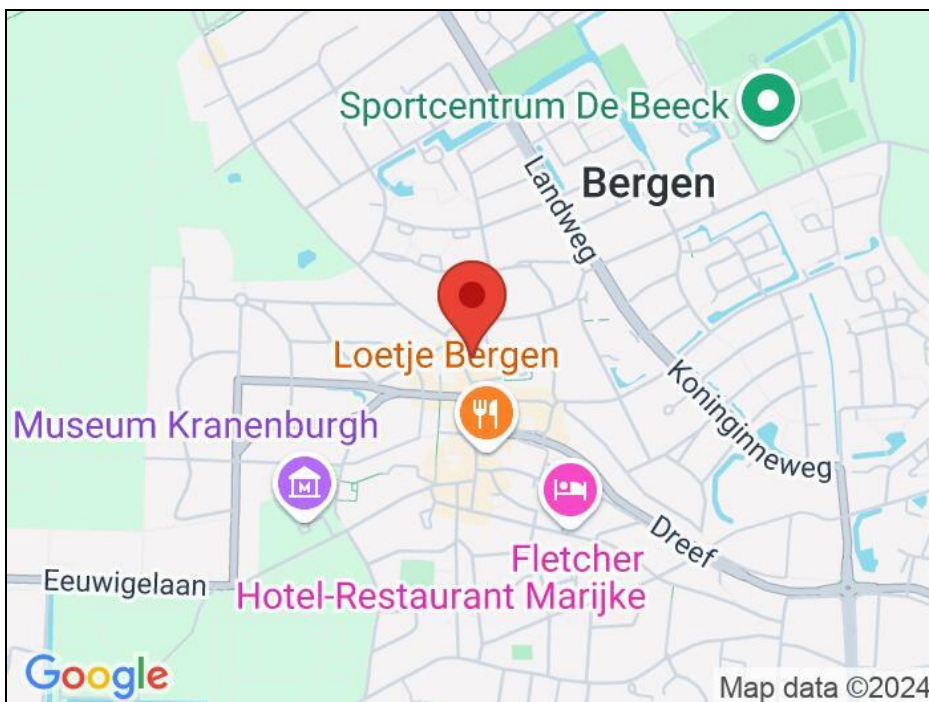 Sportcentrum De Beeck
Bergen
Landweg
Loetje Bergen
Koninginneweg
Museum Kranenburgh
M
Dreef
Fletcher
Hotel-Restaurant Marijke
Eeuwigelaan
Google
Map data ©2024